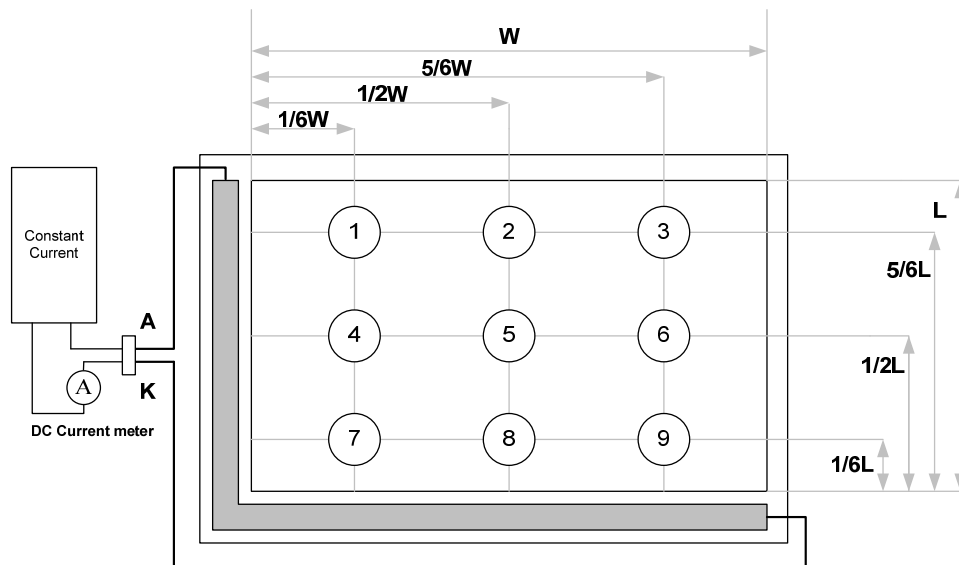 W
5/6W
1/2W
1/6W
L
Constant
Current
1
2
3
5/6L
A
4
5
6
1/2L
A
K
DC Current meter
7
8
9
1/6L